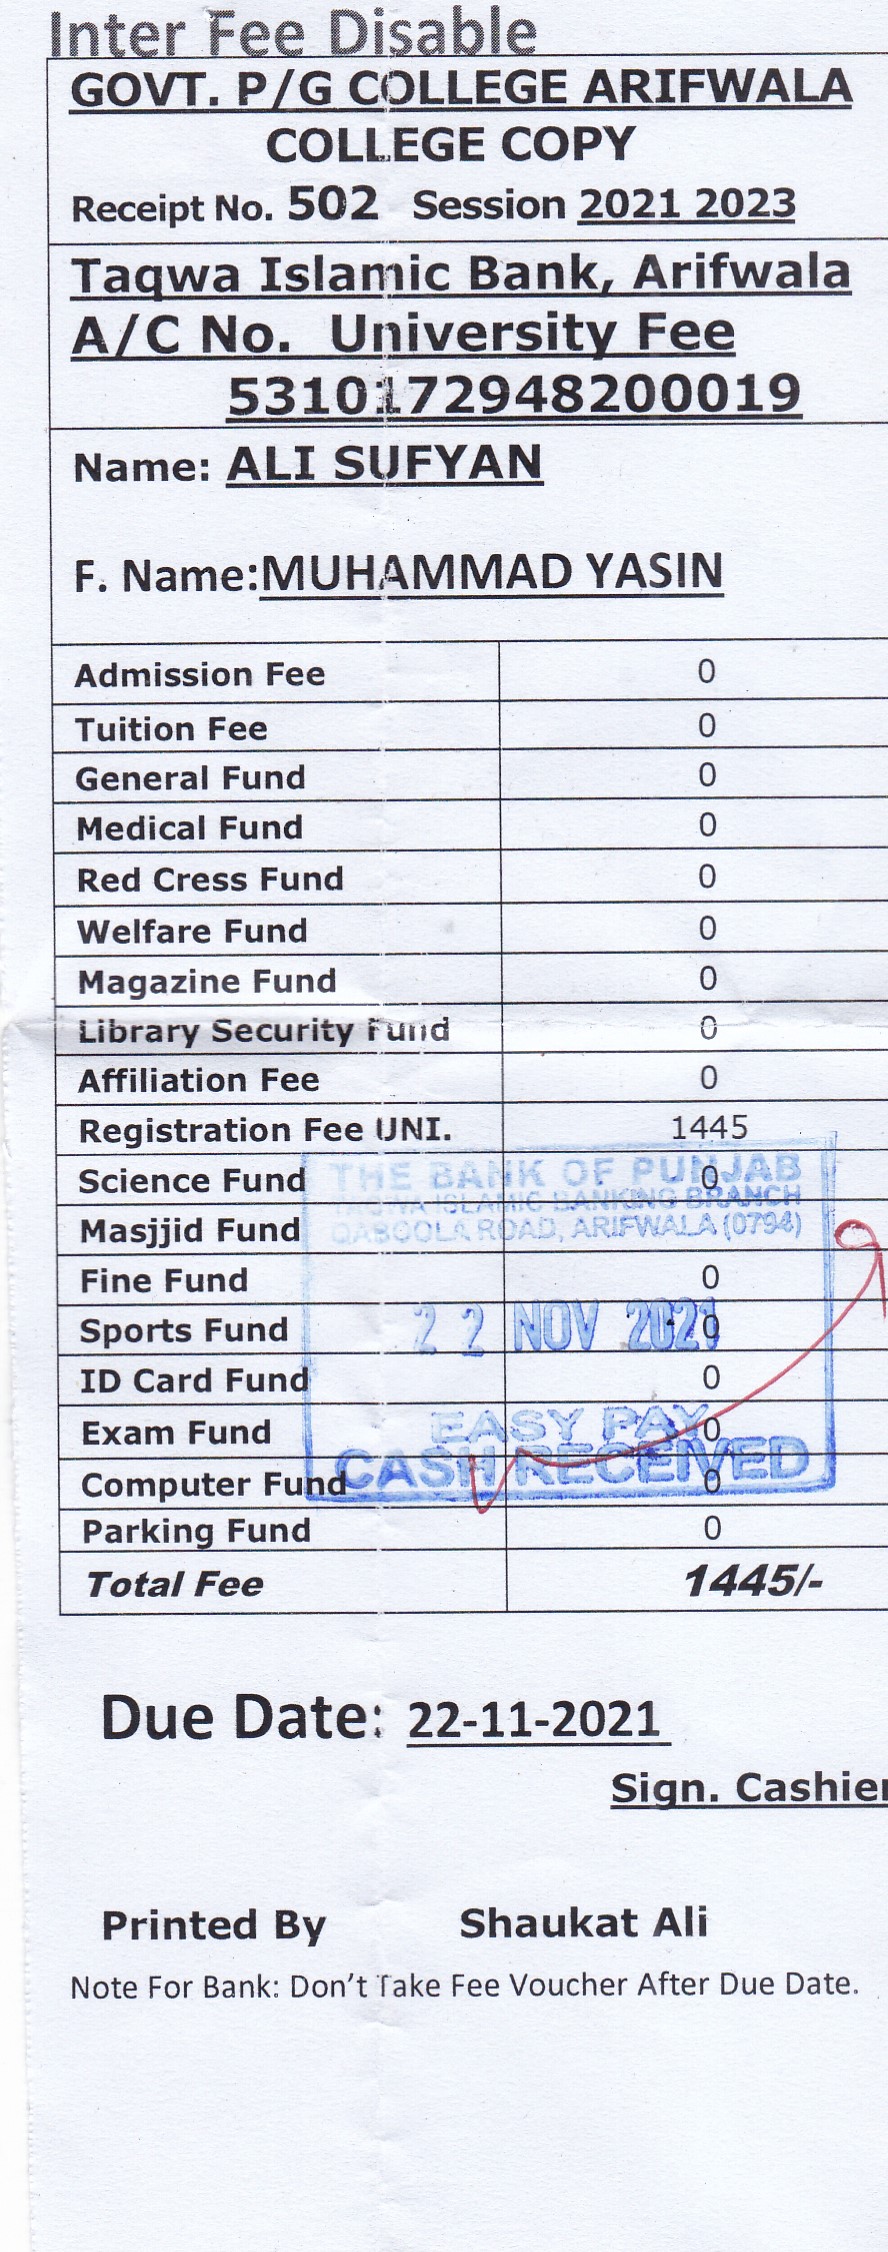 Inter Fee Disable
GOVT. P/G COLLEGE ARIFWALA
COLLEGE COPY
Receipt No. 502 Session 2021 2023
Taqwa Islamic Bank, Arifwala
A/C No. University Fee
5310172948200019
Name: ALI SUFYAN
F. Name:MUHAMMAD YASIN
Admission Fee 0
Tuition Fee 0
General Fund 0
Medical Fund 0
Red Cress Fund 0
Welfare Fund 0
Magazine Fund 0
Library Security Fund 0
Affiliation Fee 0
Registration Fee UNI. 1445
THE BANK OF PUNJAB
Science Fund 0
TAQWA ISLAMIC BANKING BRANCH
QABOOLA ROAD, ARIFWALA (0794)
Masjjid Fund
Fine Fund 0
22 NOV 2021
Sports Fund 0
ID Card Fund 0
EASY PAY
Exam Fund 0
CASH RECEIVED
Computer Fund 0
Parking Fund 0
Total Fee 1445/-
Due Date: 22-11-2021
Sign. Cashier
Printed By Shaukat Ali
Note For Bank: Don't Take Fee Voucher After Due Date.